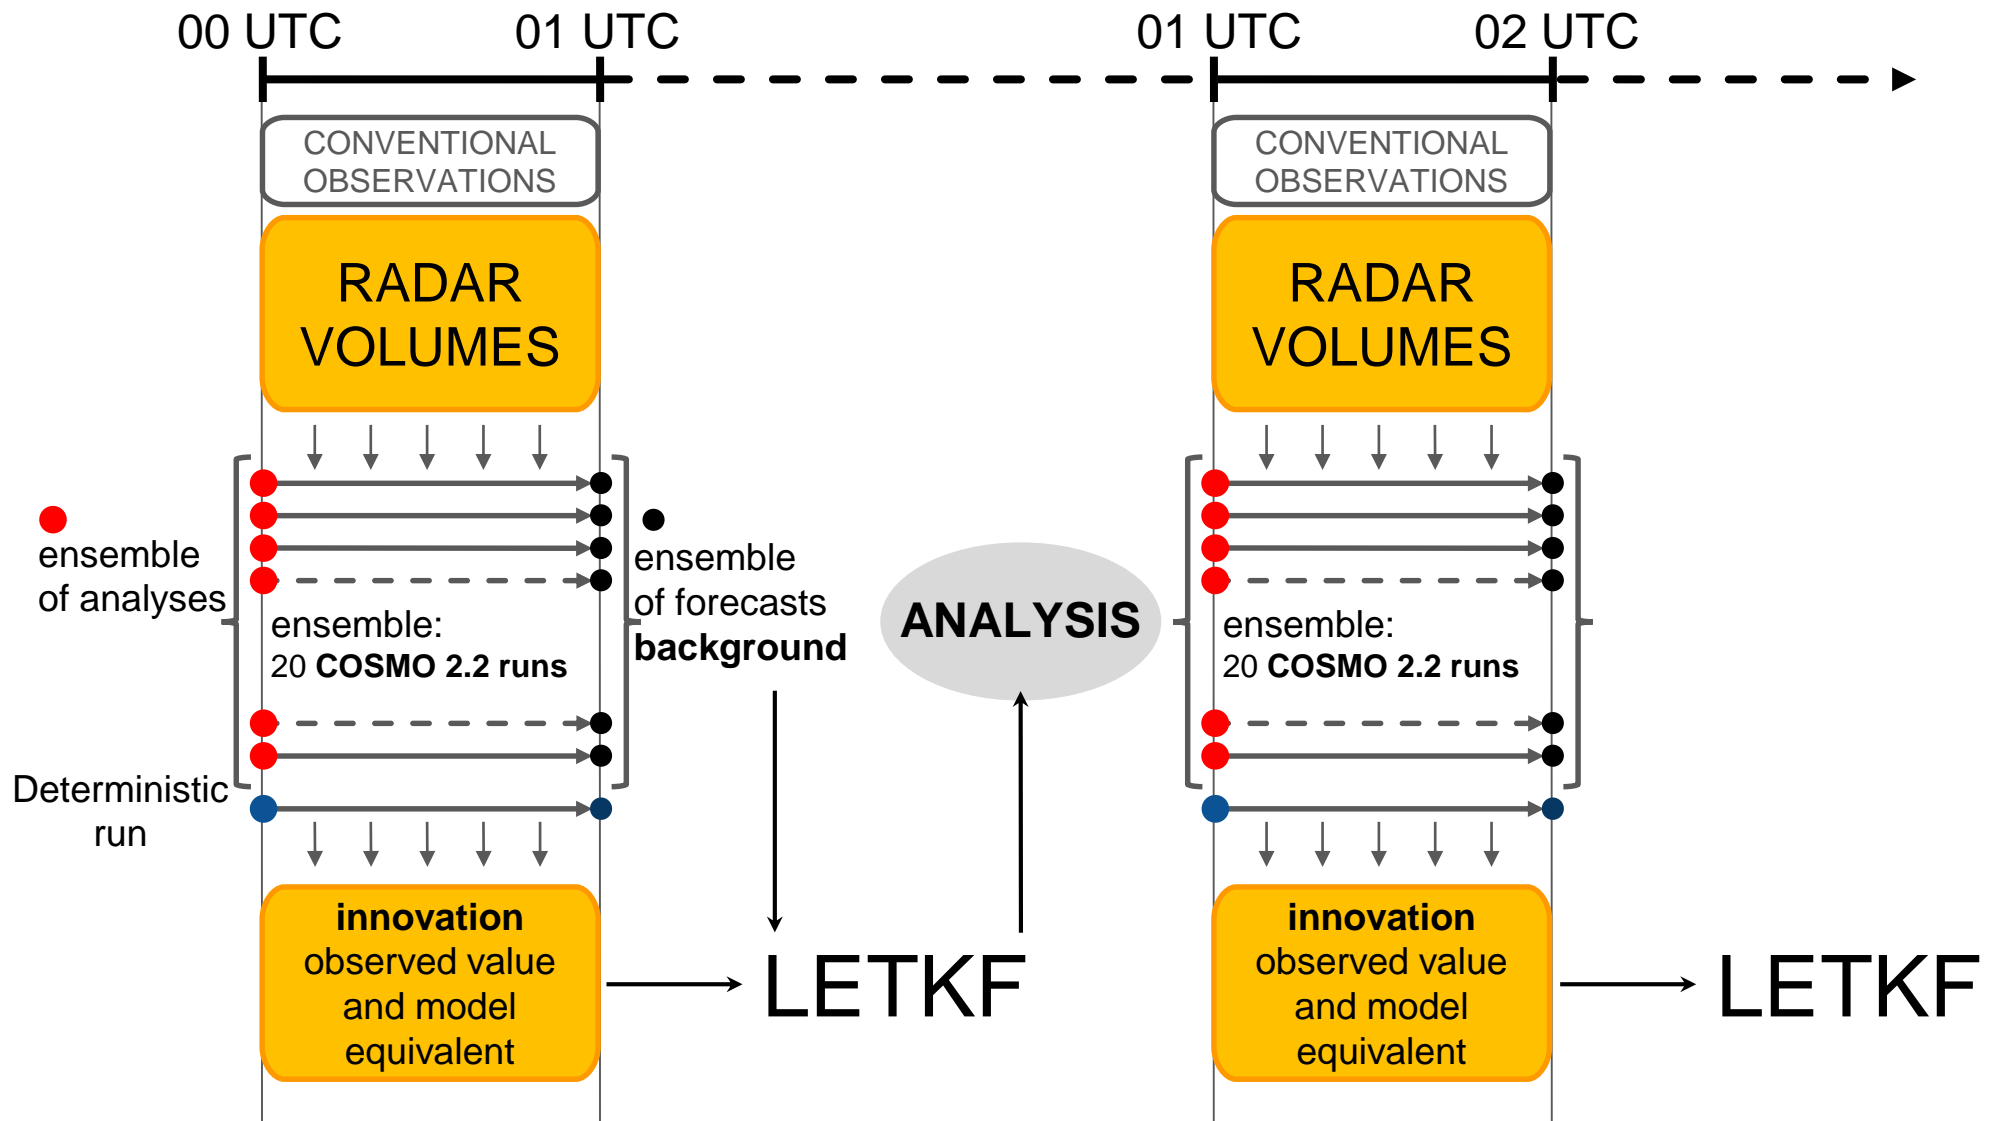 00 UTC
01 UTC
01 UTC
02 UTC
CONVENTIONAL
OBSERVATIONS
RADAR
VOLUMES
ensemble
of analyses
ensemble:
20 COSMO 2.2 runs
ensemble
of forecasts
background
Deterministic
run
innovation
observed value
and model
equivalent
LETKF
ANALYSIS
CONVENTIONAL
OBSERVATIONS
RADAR
VOLUMES
ensemble:
20 COSMO 2.2 runs
innovation
observed value
and model
equivalent
LETKF